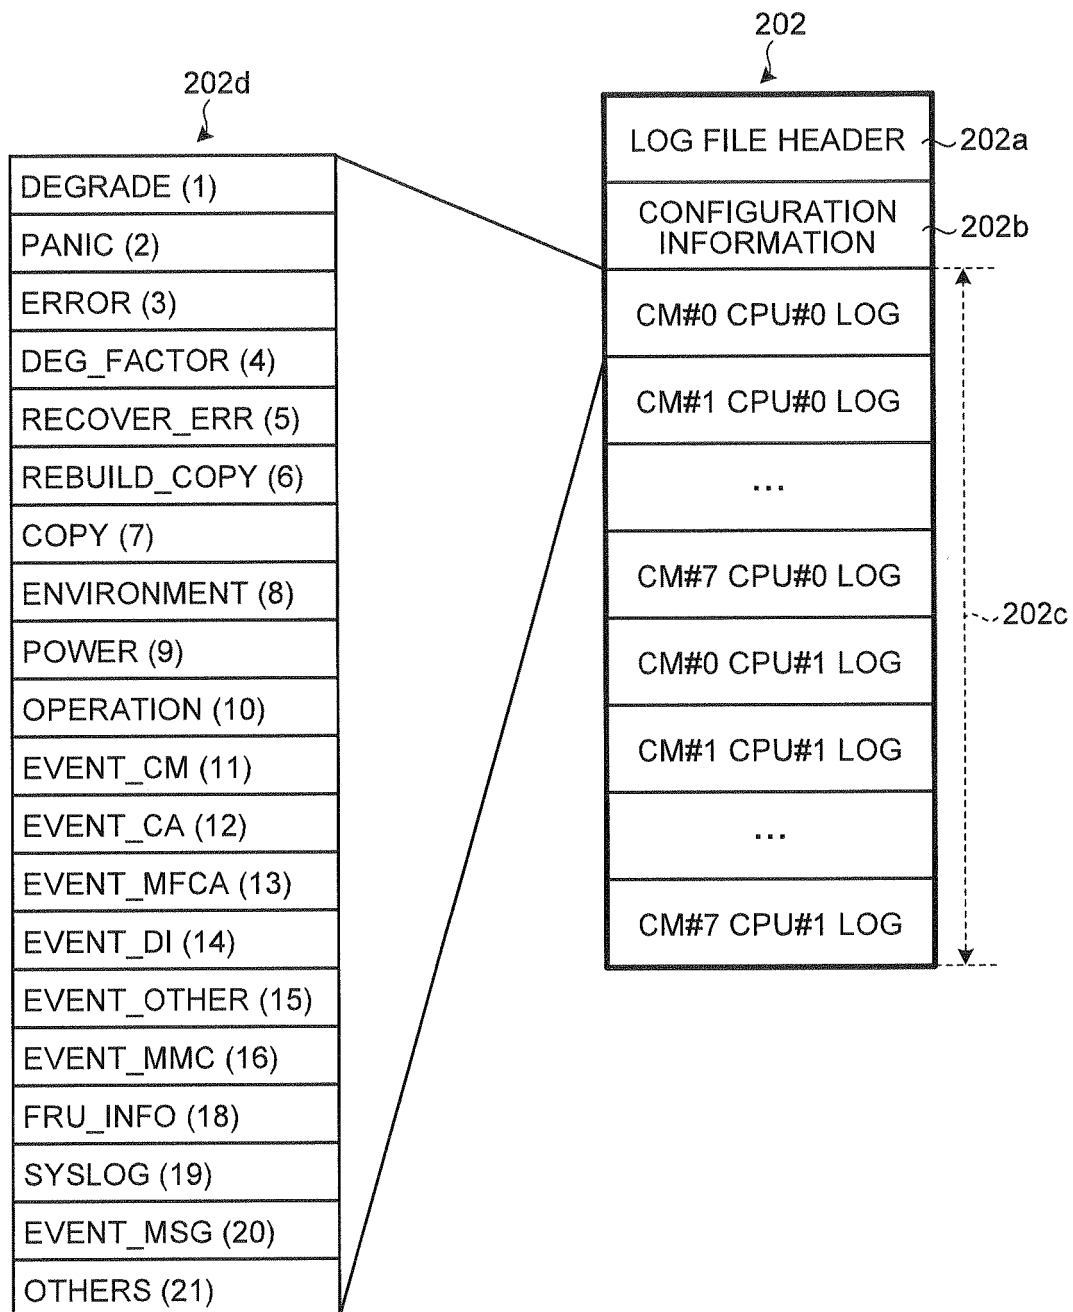 202d
DEGRADE (1)
PANIC (2)
ERROR (3)
DEG_FACTOR (4)
RECOVER_ERR (5)
REBUILD_COPY (6)
COPY (7)
ENVIRONMENT (8)
POWER (9)
OPERATION (10)
EVENT_CM (11)
EVENT_CA (12)
EVENT_MFCA (13)
EVENT_DI (14)
EVENT_OTHER (15)
EVENT_MMC (16)
FRU_INFO (18)
SYSLOG (19)
EVENT_MSG (20)
OTHERS (21)
202
LOG FILE HEADER
202a
CONFIGURATION
INFORMATION
202b
CM#0 CPU#0 LOG
CM#1 CPU#0 LOG
...
CM#7 CPU#0 LOG
CM#0 CPU#1 LOG
CM#1 CPU#1 LOG
...
CM#7 CPU#1 LOG
202c